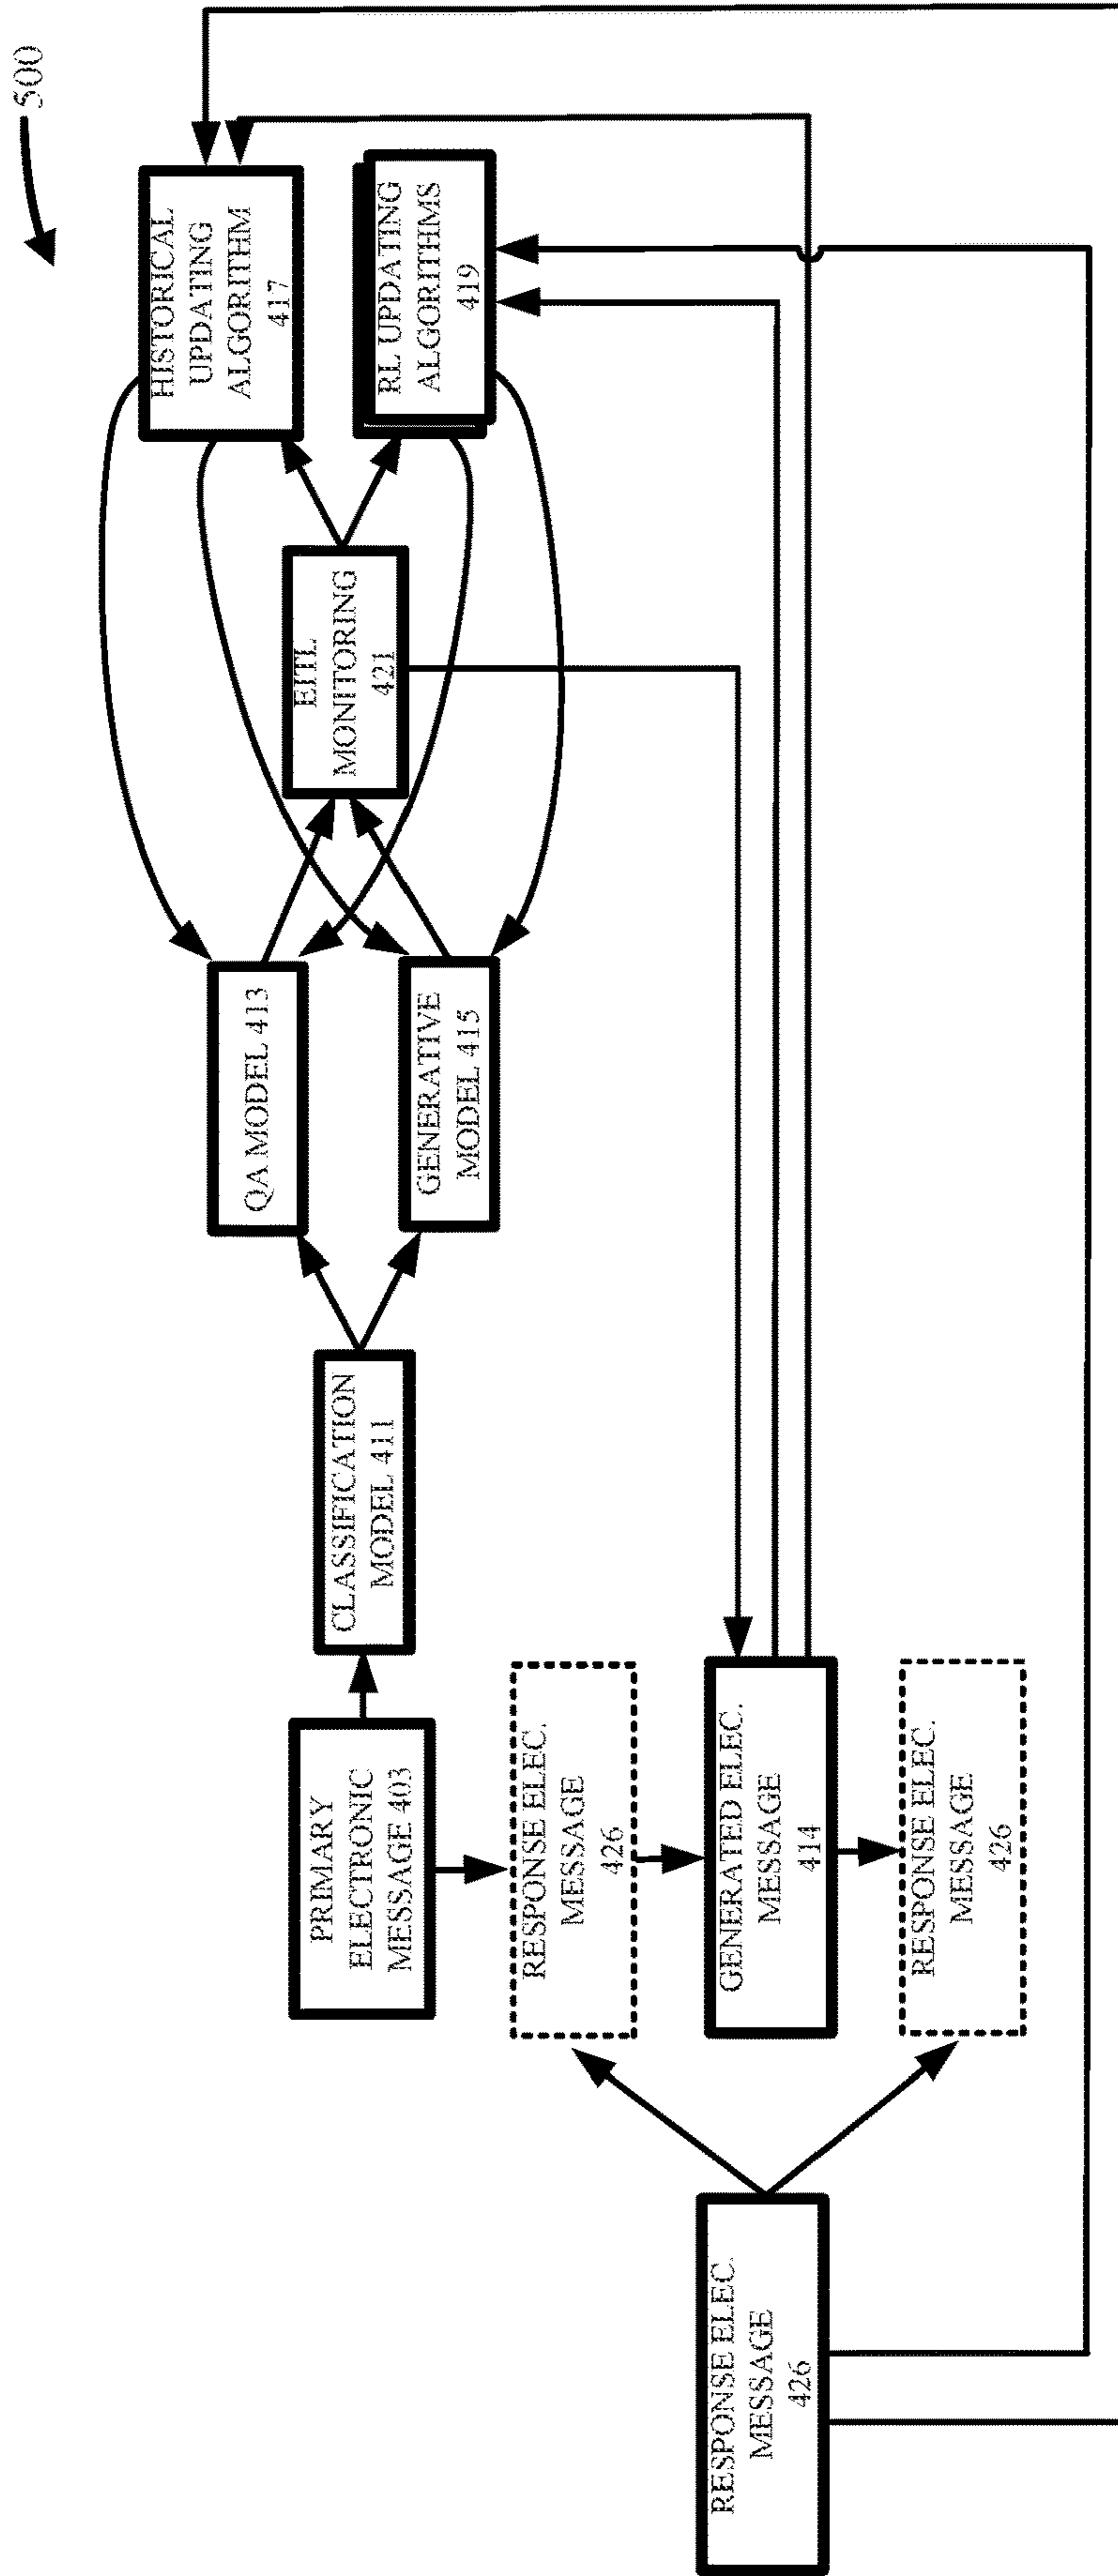 500
HISTORICAL
UPDATING
ALGORITHM
417
RL UPDATING
ALGORITHMS
419
EITL
MONITORING
421
QA MODEL 413
GENERATIVE
MODEL 415
CLASSIFICATION
MODEL 411
PRIMARY
ELECTRONIC
MESSAGE 403
RESPONSE ELEC.
MESSAGE
426
GENERATED ELEC.
MESSAGE
414
RESPONSE ELEC.
MESSAGE
426
RESPONSE ELEC.
MESSAGE
426